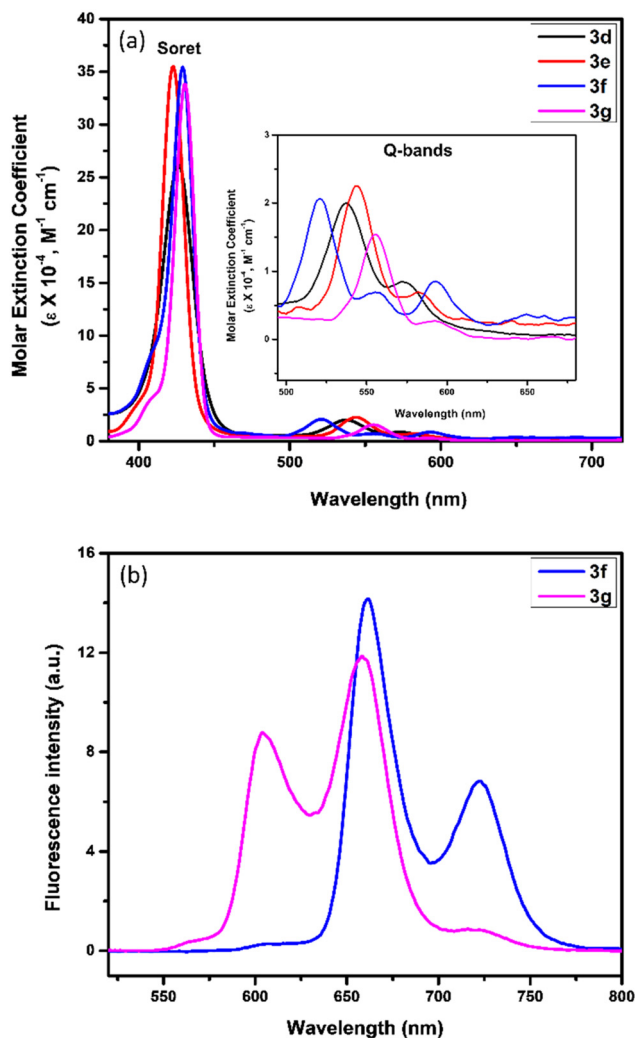 (a)
Soret
3d
3e
3f
3g
Molar Extinction Coefficient
(ε X 10⁻⁴, M⁻¹ cm⁻¹)
40
35
30
25
20
15
10
5
0
Q-bands
Molar Extinction Coefficient
(ε X 10⁻⁴, M⁻¹ cm⁻¹)
3
2
1
0
500 550 600 650
Wavelength (nm)
400 500 600 700
Wavelength (nm)
(b)
3f
3g
Fluorescence intensity (a.u.)
16
12
8
4
0
550 600 650 700 750 800
Wavelength (nm)